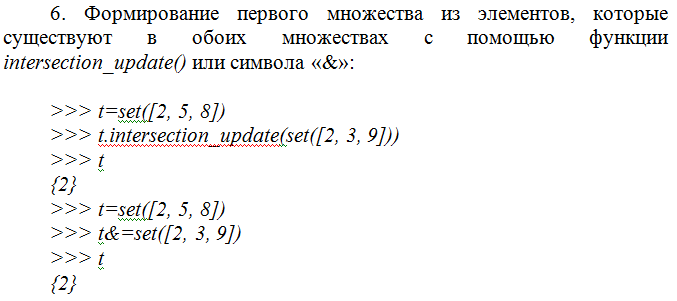 6. Формирование первого множества из элементов, которые
существуют в обоих множествах с помощью функции
intersection_update() или символа «&»:
>>> t=set([2, 5, 8])
>>> t.intersection_update(set([2, 3, 9]))
>>> t
{2}
>>> t=set([2, 5, 8])
>>> t&=set([2, 3, 9])
>>> t
{2}